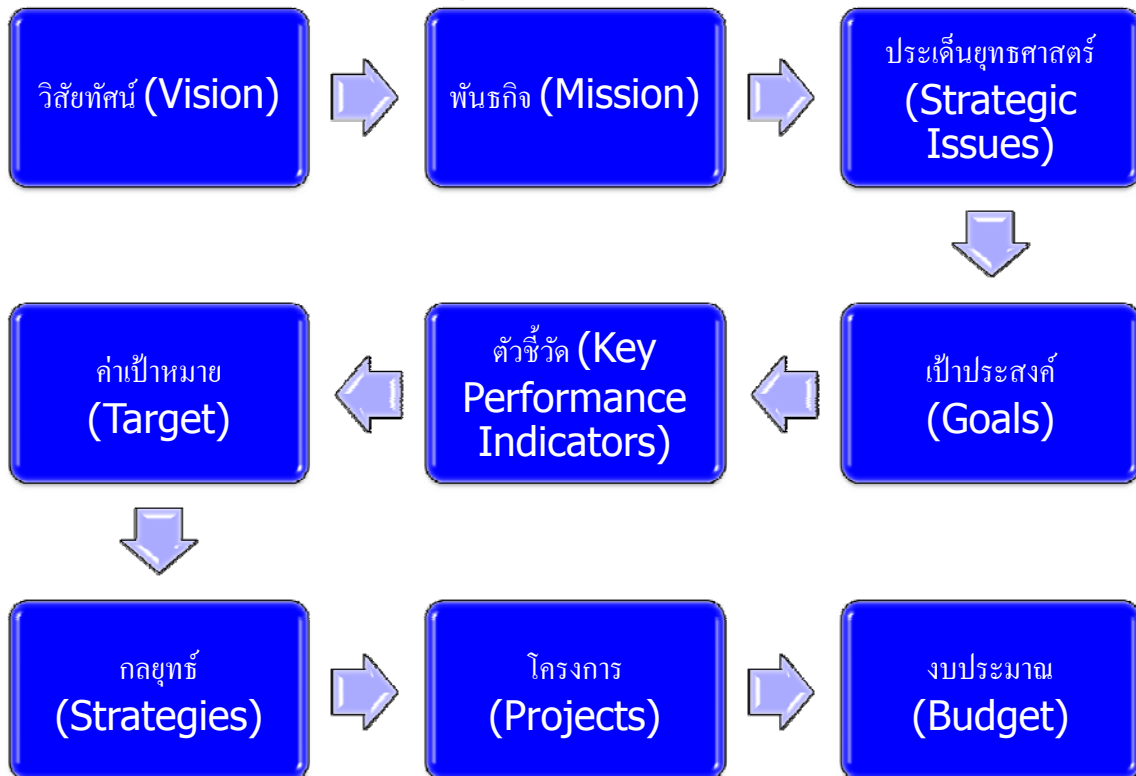 วิสัยทัศน์ (Vision)
พันธกิจ (Mission)
ประเด็นยุทธศาสตร์
(Strategic
Issues)
เป้าประสงค์
(Goals)
ตัวชี้วัด (Key
Performance
Indicators)
ค่าเป้าหมาย
(Target)
กลยุทธ์
(Strategies)
โครงการ
(Projects)
งบประมาณ
(Budget)